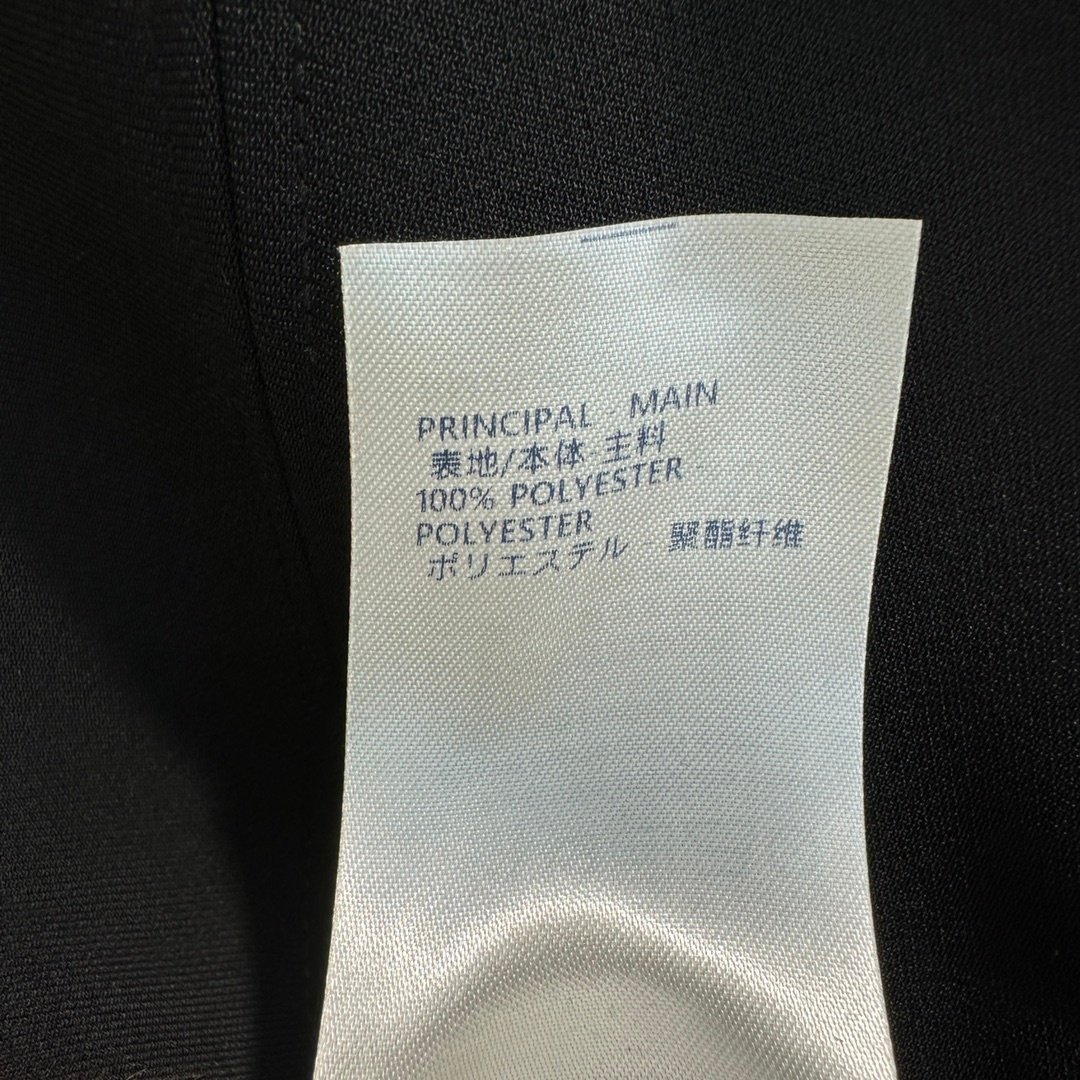 PRINCIPAL - MAIN
表地/本体-主料
100% POLYESTER -
POLYESTER
ポリエステル - 聚酯纤维